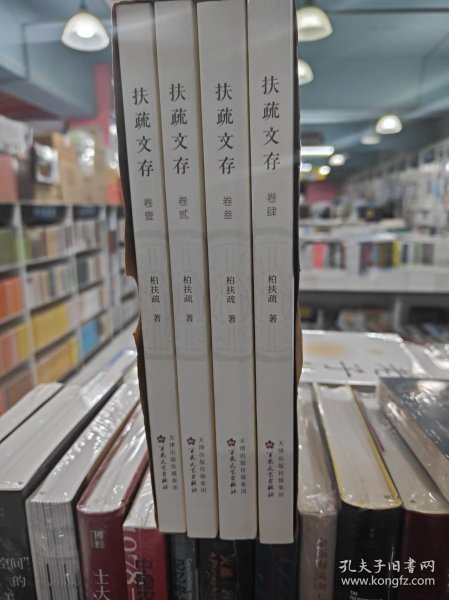 扶疏文存
卷壹
柏扶疏 著
天津出版传媒集团
百花文艺出版社
扶疏文存
卷贰
柏扶疏 著
天津出版传媒集团
百花文艺出版社
扶疏文存
卷叁
柏扶疏 著
天津出版传媒集团
百花文艺出版社
扶疏文存
卷肆
柏扶疏 著
天津出版传媒集团
百花文艺出版社
空间”
的
士大
孔夫子旧书网
www.kongfz.com